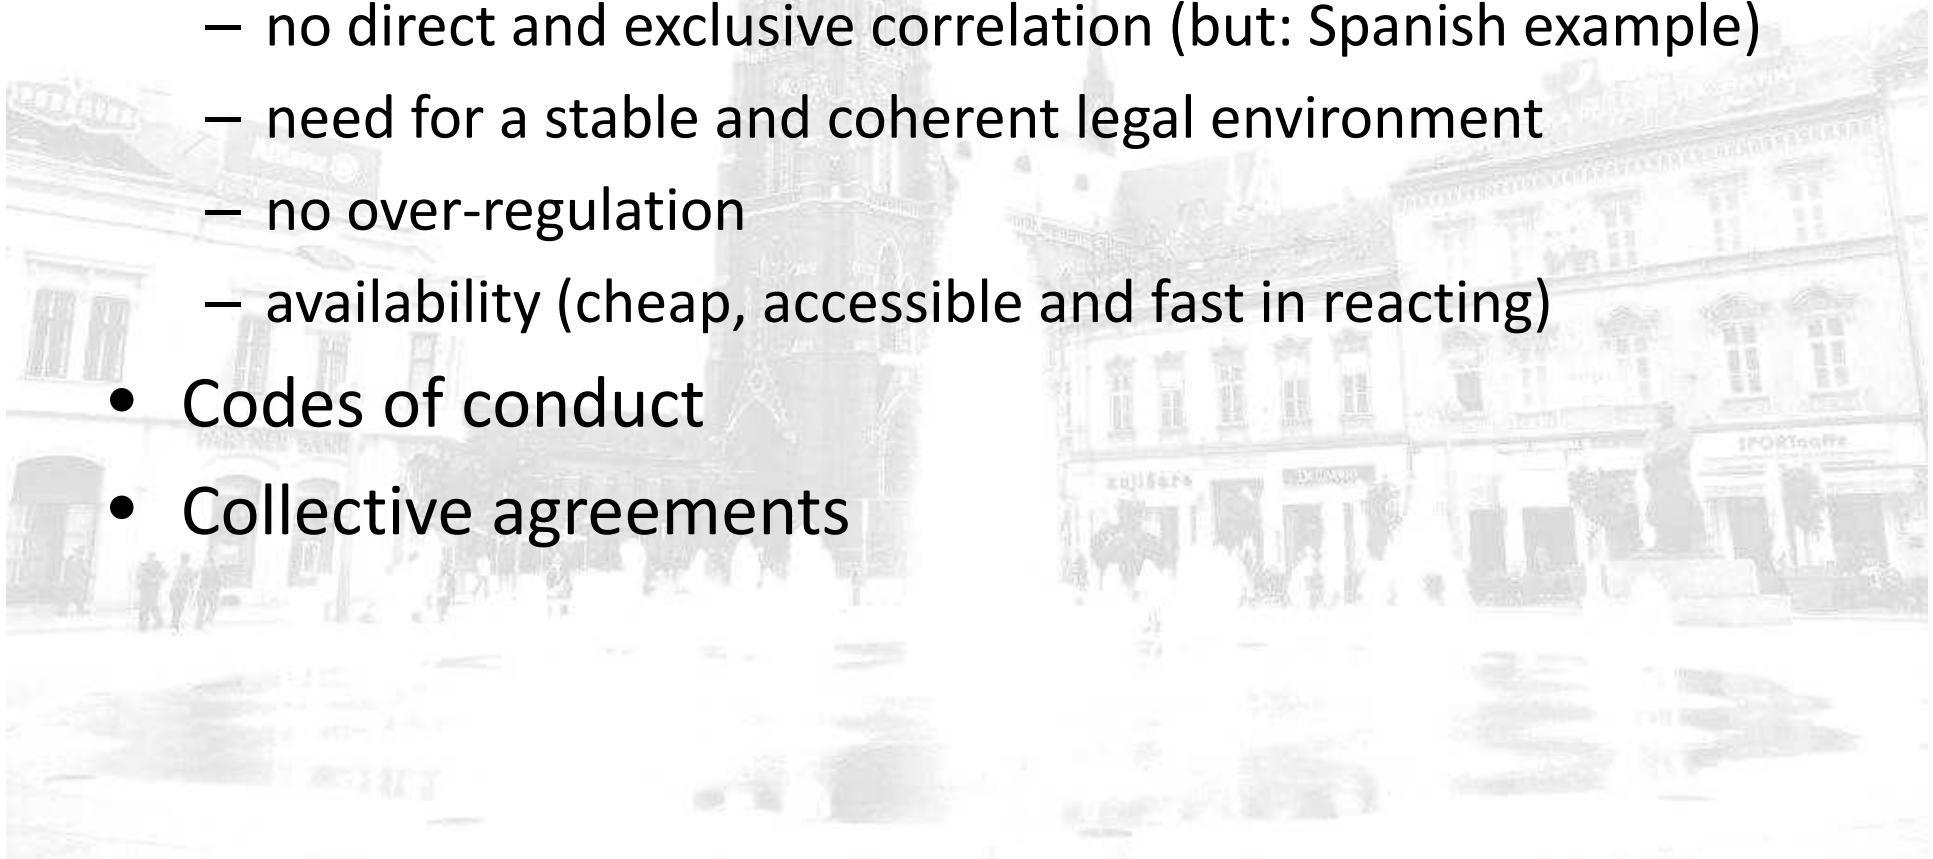 – no direct and exclusive correlation (but: Spanish example)
– need for a stable and coherent legal environment
– no over-regulation
– availability (cheap, accessible and fast in reacting)
• Codes of conduct
• Collective agreements